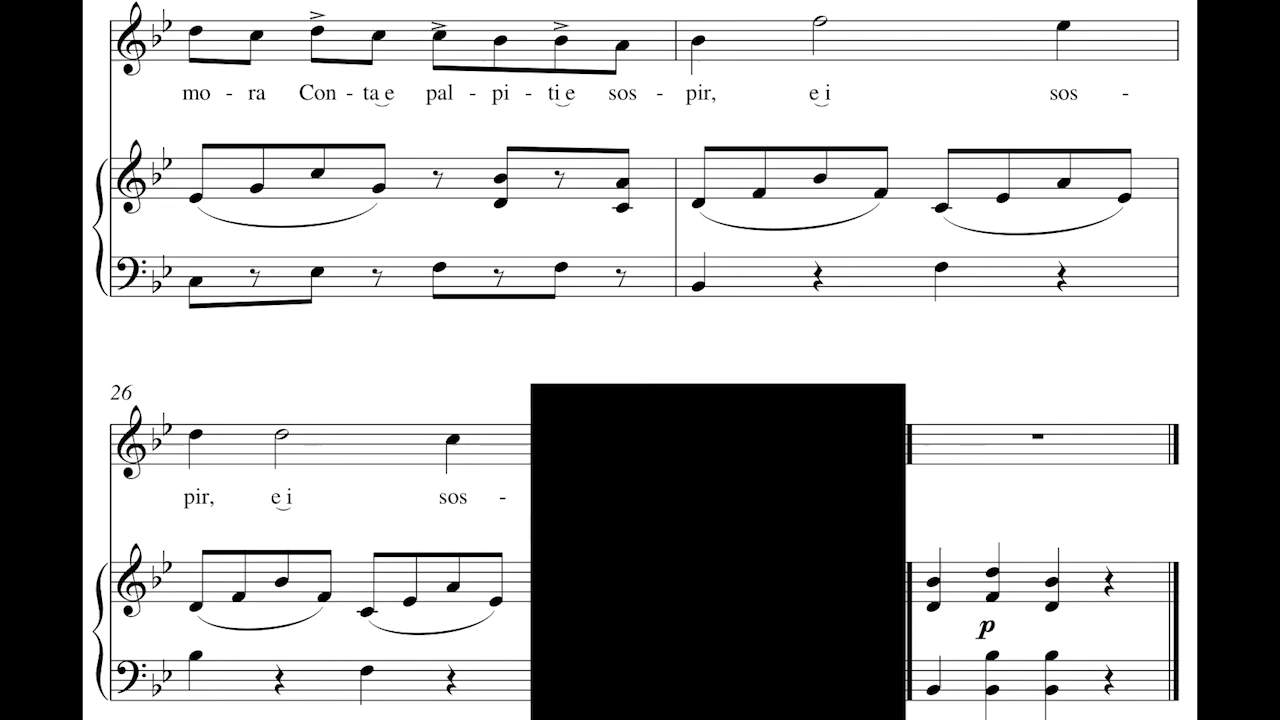 mo - ra Con - ta e pal - pi - ti e sos - pir, e i sos -
26
pir, e i sos -
p